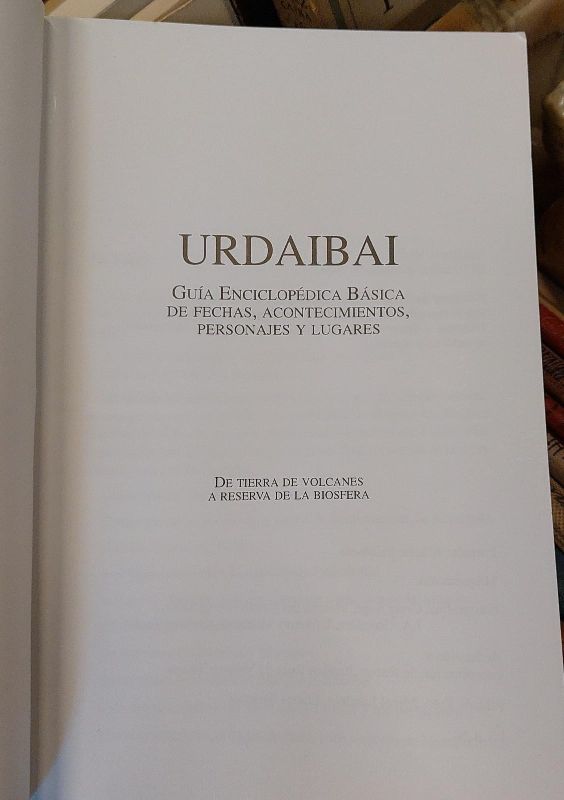 URDAIBAI
GUÍA ENCICLOPÉDICA BÁSICA
DE FECHAS, ACONTECIMIENTOS,
PERSONAJES Y LUGARES
DE TIERRA DE VOLCANES
A RESERVA DE LA BIOSFERA